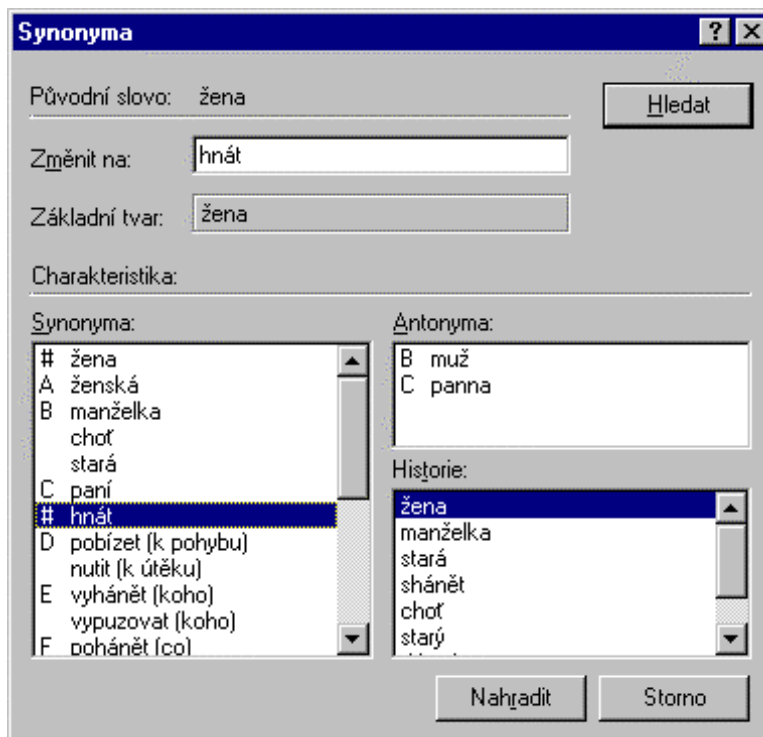 Synonyma
Původní slovo: žena
Hledat
Změnit na: hnát
Základní tvar: žena
Charakteristika:
Synonyma:
# žena
A ženská
B manželka
choť
stará
C paní
# hnát
D pobízet (k pohybu)
nutit (k útěku)
E vyhánět (koho)
vypuzovat (koho)
F pohánět (co)
Antonyma:
B muž
C panna
Historie:
žena
manželka
stará
shánět
choť
starý
Nahradit
Storno